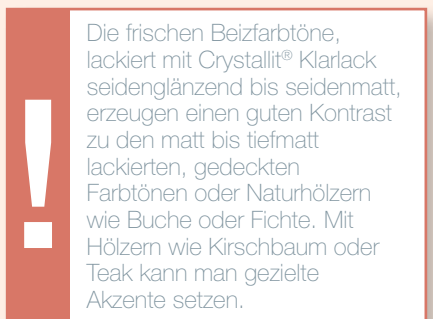 Die frischen Beizfarbtöne,
lackiert mit Crystallit® Klarlack
seidenglänzend bis seidenmatt,
erzeugen einen guten Kontrast
zu den matt bis tiefmatt
lackierten, gedeckten
Farbtönen oder Naturhölzern
wie Buche oder Fichte. Mit
Hölzern wie Kirschbaum oder
Teak kann man gezielte
Akzente setzen.
!